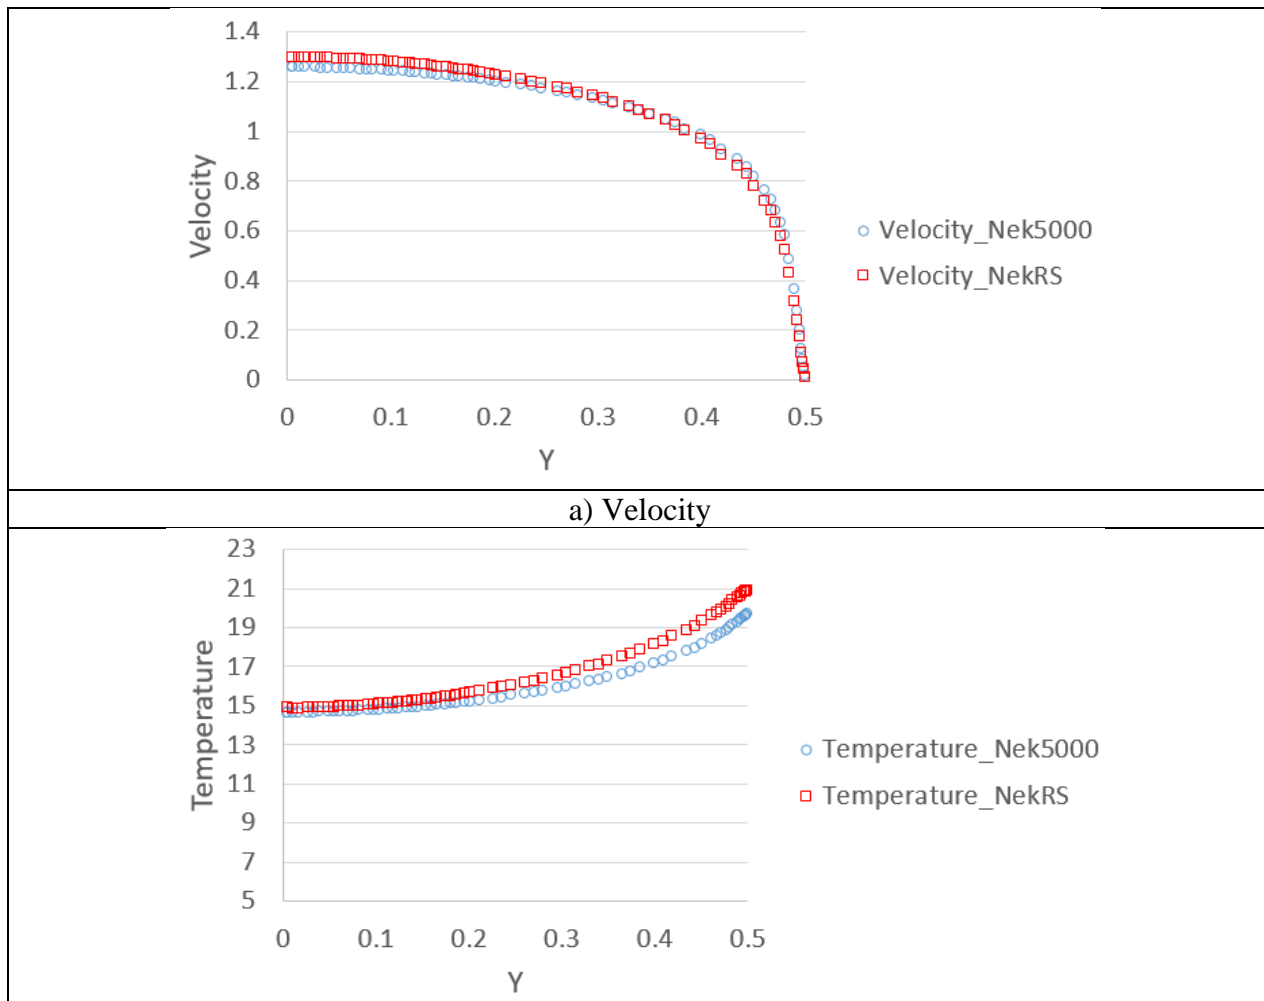 1.4
1.2
1
0.8
0.6
0.4
0.2
0
Velocity
0 0.1 0.2 0.3 0.4 0.5
Y
Velocity_Nek5000
Velocity_NekRS
a) Velocity
23
21
19
17
15
13
11
9
7
5
Temperature
0 0.1 0.2 0.3 0.4 0.5
Y
Temperature_Nek5000
Temperature_NekRS